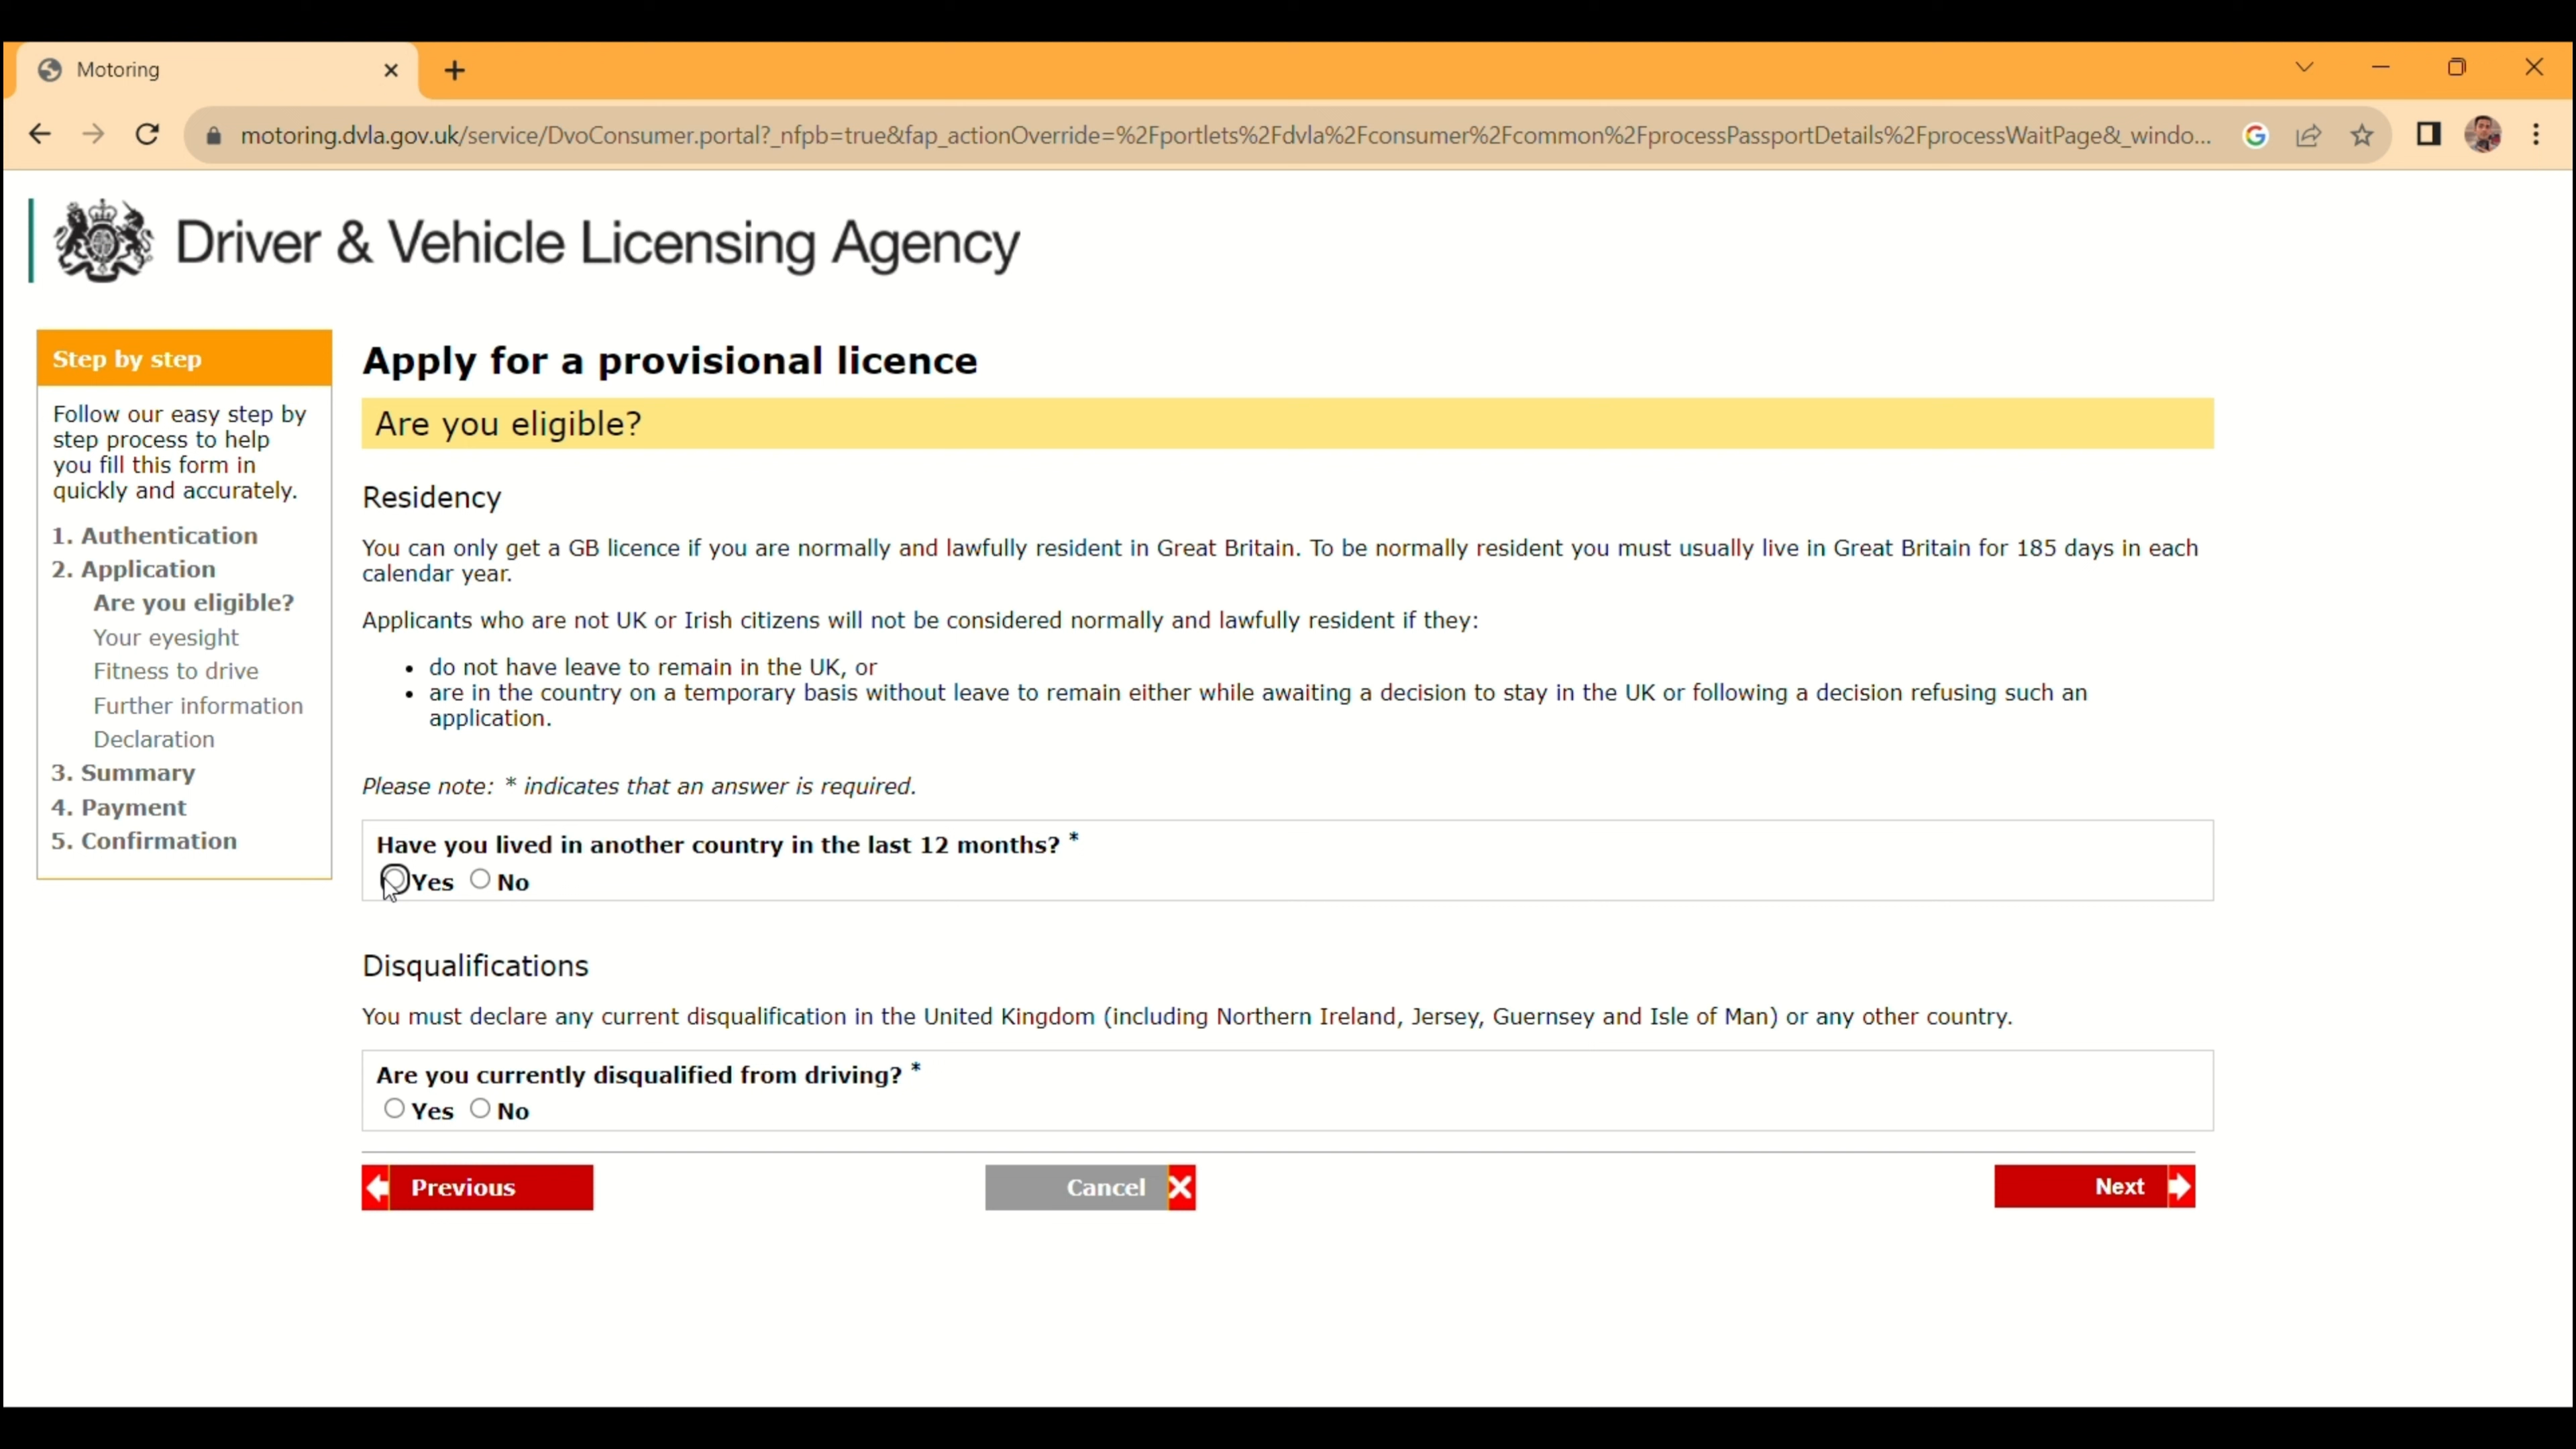 Motoring
motoring.dvla.gov.uk/service/DvoConsumer.portal?_nfpb=true&fap_actionOverride=%2Fportlets%2Fdvla%2Fconsumer%2Fcommon%2FprocessPassportDetails%2FprocessWaitPage&_windo...
Driver & Vehicle Licensing Agency
Step by step
Follow our easy step by
step process to help
you fill this form in
quickly and accurately.
1. Authentication
2. Application
Are you eligible?
Your eyesight
Fitness to drive
Further information
Declaration
3. Summary
4. Payment
5. Confirmation
Apply for a provisional licence
Are you eligible?
Residency
You can only get a GB licence if you are normally and lawfully resident in Great Britain. To be normally resident you must usually live in Great Britain for 185 days in each
calendar year.
Applicants who are not UK or Irish citizens will not be considered normally and lawfully resident if they:
• do not have leave to remain in the UK, or
• are in the country on a temporary basis without leave to remain either while awaiting a decision to stay in the UK or following a decision refusing such an
application.
Please note: * indicates that an answer is required.
Have you lived in another country in the last 12 months? *
Yes No
Disqualifications
You must declare any current disqualification in the United Kingdom (including Northern Ireland, Jersey, Guernsey and Isle of Man) or any other country.
Are you currently disqualified from driving? *
Yes No
Previous Cancel Next